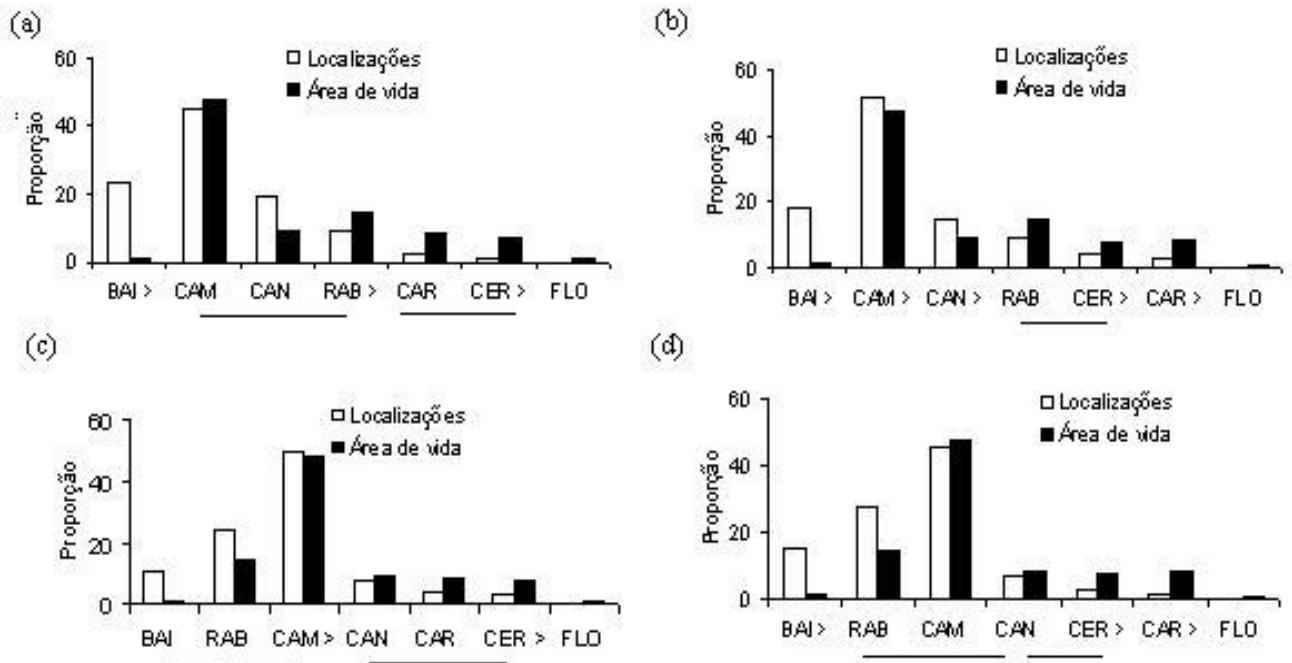 (a)
Proporção
60
40
20
0
Localizações
Área de vida
BAI > CAM CAN RAB > CAR CER > FLO
(b)
Proporção
60
40
20
0
Localizações
Área de vida
BAI > CAM > CAN > RAB CER > CAR > FLO
(c)
Proporção
60
40
20
0
Localizações
Área de vida
BAI RAB CAM > CAN CAR CER > FLO
(d)
Proporção
60
40
20
0
Localizações
Área de vida
BAI > RAB CAM CAN CER > CAR > FLO